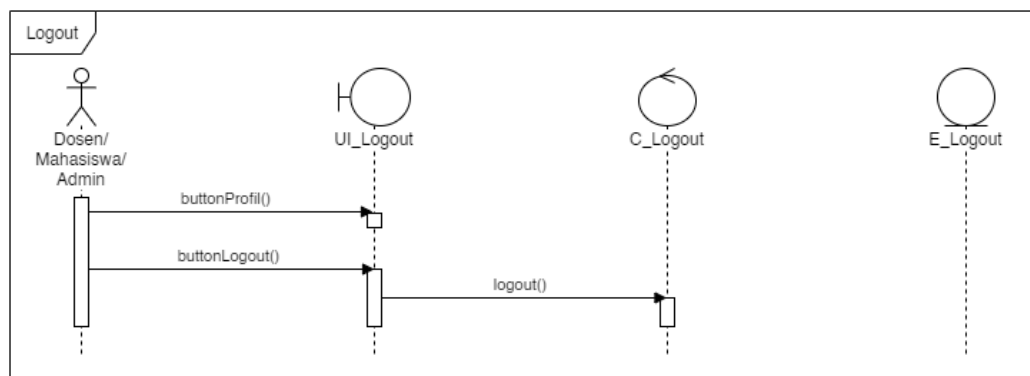 Logout
Dosen/
Mahasiswa/
Admin
UI_Logout
C_Logout
E_Logout
buttonProfil()
buttonLogout()
logout()